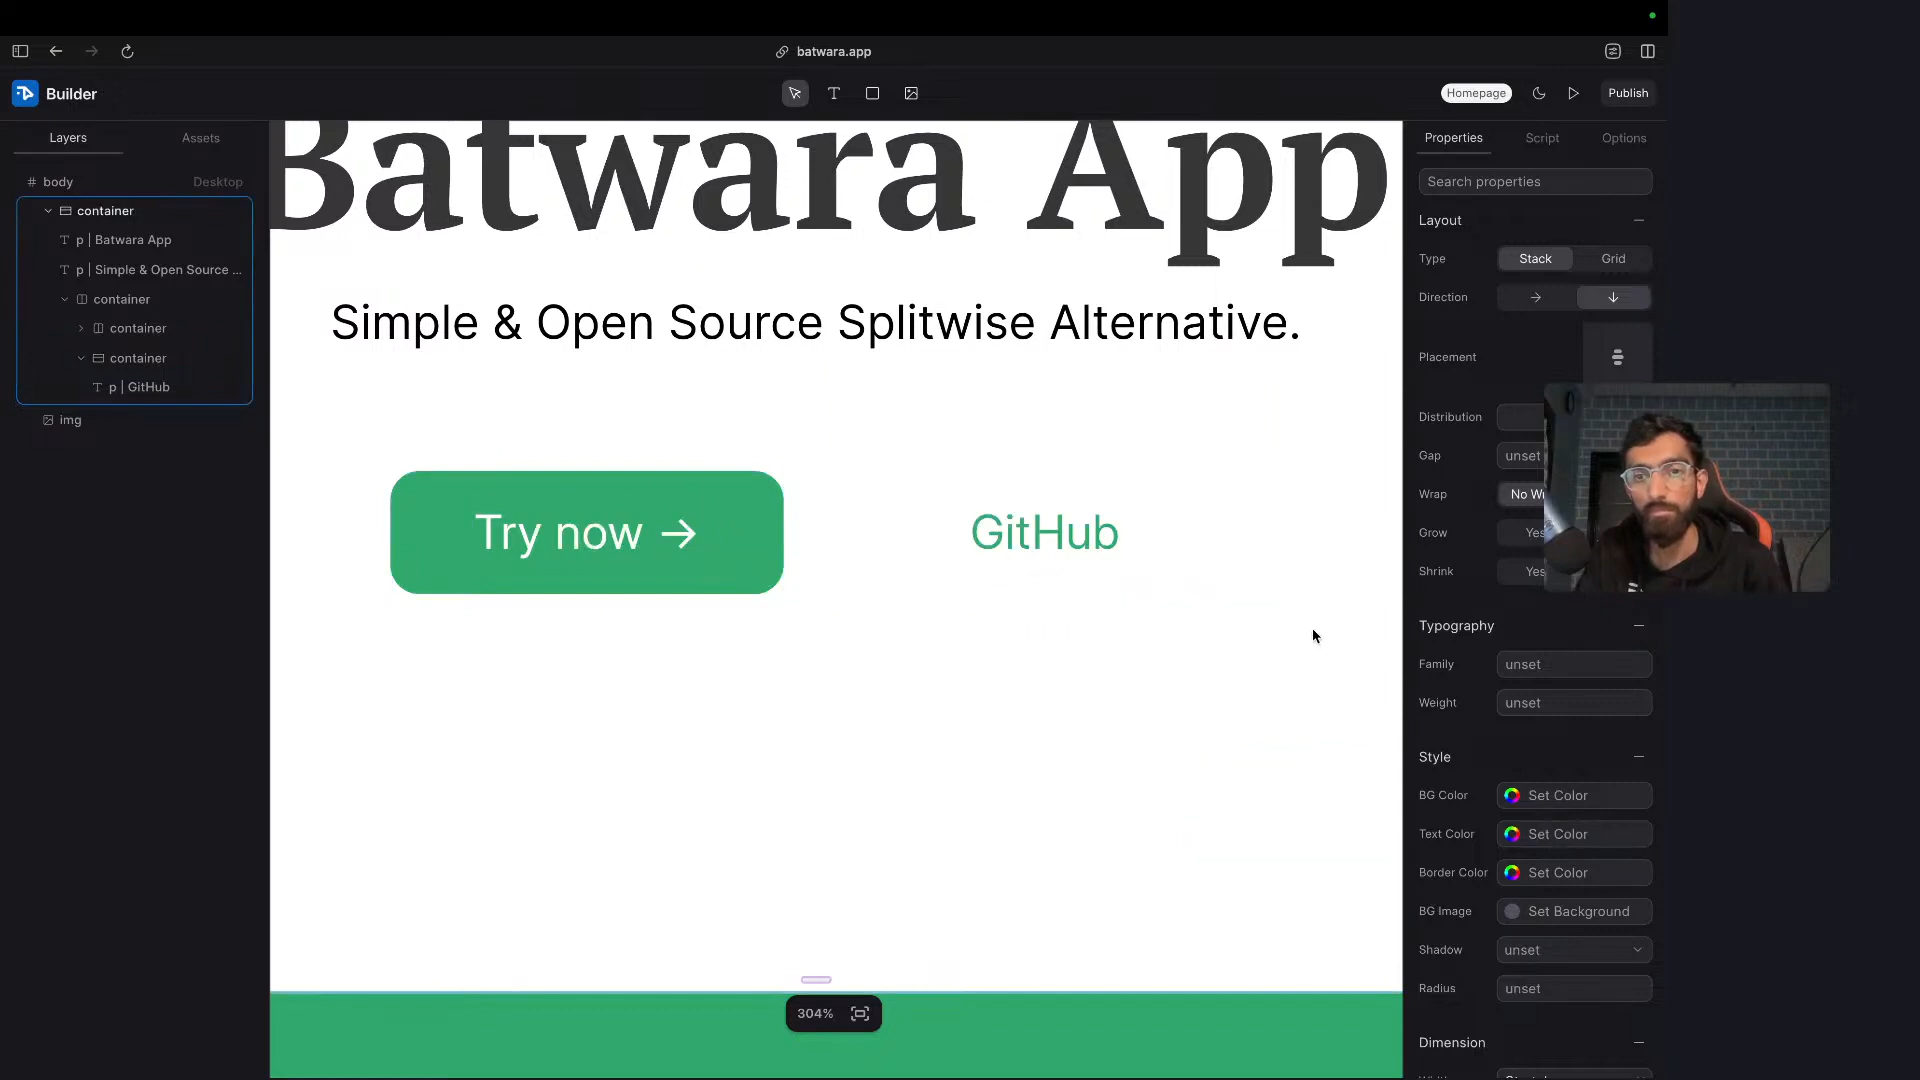 batwara.app
Builder
Homepage
Publish
Layers
Assets
# body
Desktop
container
p | Batwara App
p | Simple & Open Source ...
container
container
container
p | GitHub
img
Batwara App
Simple & Open Source Splitwise Alternative.
Try now →
GitHub
304%
Properties
Script
Options
Search properties
Layout
Type
Stack
Grid
Direction
Placement
Distribution
Gap
unset
Wrap
Grow
Shrink
Typography
Family
unset
Weight
unset
Style
BG Color
Set Color
Text Color
Set Color
Border Color
Set Color
BG Image
Set Background
Shadow
unset
Radius
unset
Dimension